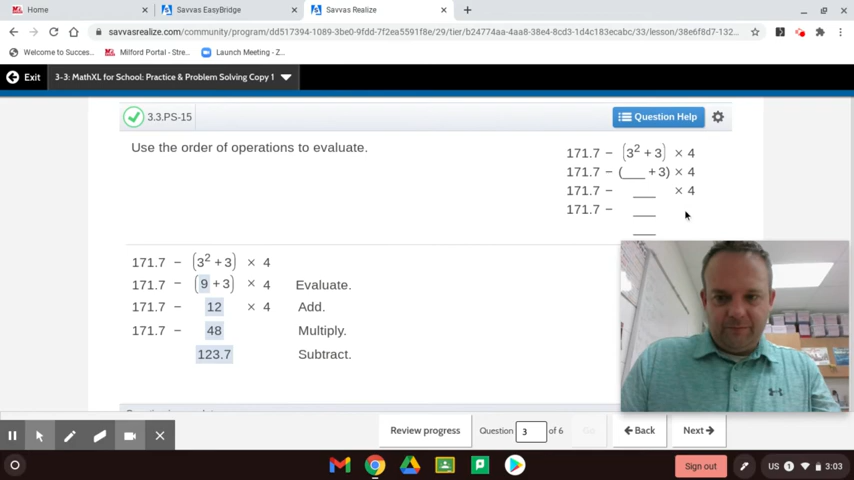 Home
Savvas EasyBridge
Savvas Realize
savvasrealize.com/community/program/dd517394-1089-3be0-9fdd-7f2ea5791f8e/29/tier/b24774aa-aaa8-38e4-8cd3-1d4c183ecabc/33/lesson/38e6f8d7-132...
Welcome to Succes...
Milford Portal - Stre...
Launch Meeting - Z...
Exit
3-3: MathXL for School: Practice & Problem Solving Copy 1
3.3.PS-15
Question Help
Use the order of operations to evaluate.
171.7 − (3² + 3) × 4
171.7 − (___ + 3) × 4
171.7 − ___ × 4
171.7 − ___
___
171.7 − (3² + 3) × 4
171.7 − (9 + 3) × 4 Evaluate.
171.7 − 12 × 4 Add.
171.7 − 48 Multiply.
123.7 Subtract.
Review progress
Question 3 of 6
Go
Back
Next
Sign out
US 1 3:03